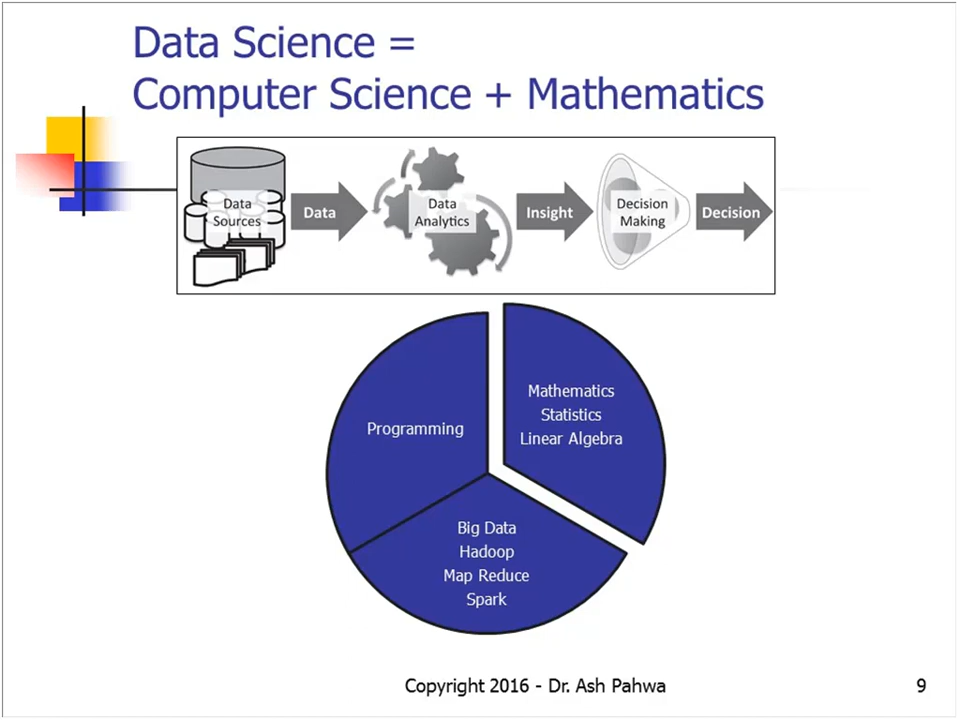 Data Science =
Computer Science + Mathematics
Data
Sources
Data
Data
Analytics
Insight
Decision
Making
Decision
Programming
Mathematics
Statistics
Linear Algebra
Big Data
Hadoop
Map Reduce
Spark
Copyright 2016 - Dr. Ash Pahwa
9